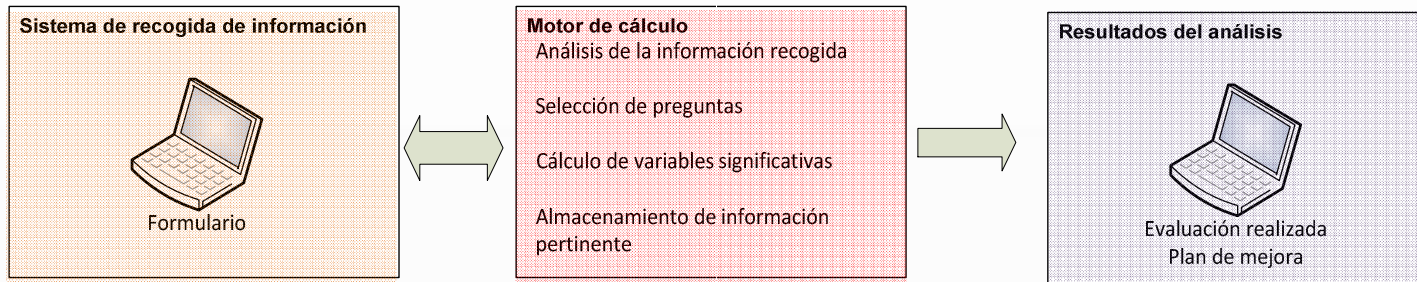 Sistema de recogida de información
Formulario
Motor de cálculo
Análisis de la información recogida
Selección de preguntas
Cálculo de variables significativas
Almacenamiento de información
pertinente
Resultados del análisis
Evaluación realizada
Plan de mejora